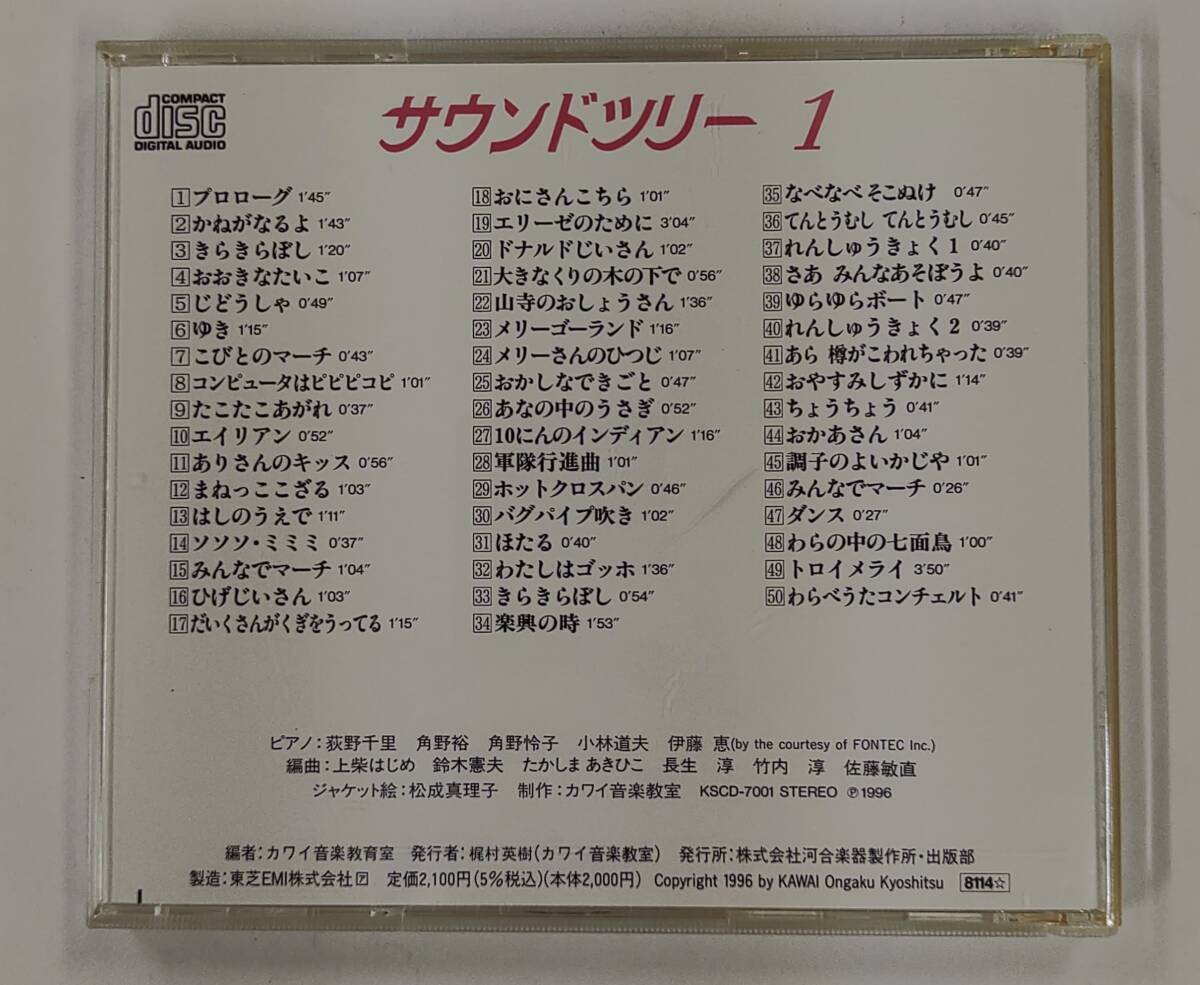 COMPACT
disc
DIGITAL AUDIO
サウンドツリー 1
1 プロローグ 1'45"
2 かねがなるよ 1'43"
3 きらきらぼし 1'20"
4 おおきなたいこ 1'07"
5 じどうしゃ 0'49"
6 ゆき 1'15"
7 こびとのマーチ 0'43"
8 コンピュータはピピピコピ 1'01"
9 たこたこあがれ 0'37"
10 エイリアン 0'52"
11 ありさんのキッス 0'56"
12 まねっここざる 1'03"
13 はしのうえで 1'11"
14 ソソソ・ミミミ 0'37"
15 みんなでマーチ 1'04"
16 ひげじいさん 1'03"
17 だいくさんがくぎをうってる 1'15"
18 おにさんこちら 1'01"
19 エリーゼのために 3'04"
20 ドナルドじいさん 1'02"
21 大きなくりの木の下で 0'56"
22 山寺のおしょうさん 1'36"
23 メリーゴーランド 1'16"
24 メリーさんのひつじ 1'07"
25 おかしなできごと 0'47"
26 あなの中のうさぎ 0'52"
27 10にんのインディアン 1'16"
28 軍隊行進曲 1'01"
29 ホットクロスパン 0'46"
30 バグパイプ吹き 1'02"
31 ほたる 0'40"
32 わたしはゴッホ 1'36"
33 きらきらぼし 0'54"
34 楽興の時 1'53"
35 なべなべ そこぬけ 0'47"
36 てんとうむし てんとうむし 0'45"
37 れんしゅうきょく1 0'40"
38 さあ みんなあそぼうよ 0'40"
39 ゆらゆらボート 0'47"
40 れんしゅうきょく2 0'39"
41 あら 樽がこわれちゃった 0'39"
42 おやすみしずかに 1'14"
43 ちょうちょう 0'41"
44 おかあさん 1'04"
45 調子のよいかじや 1'01"
46 みんなでマーチ 0'26"
47 ダンス 0'27"
48 わらの中の七面鳥 1'00"
49 トロイメライ 3'50"
50 わらべうたコンチェルト 0'41"
ピアノ：荻野千里 角野裕 角野怜子 小林道夫 伊藤 恵(by the courtesy of FONTEC Inc.)
編曲：上柴はじめ 鈴木憲夫 たかしま あきひこ 長生 淳 竹内 淳 佐藤敏直
ジャケット絵：松成真理子 制作：カワイ音楽教室 KSCD-7001 STEREO Ⓟ1996
編者：カワイ音楽教育室 発行者：梶村英樹(カワイ音楽教室) 発行所：株式会社河合楽器製作所・出版部
製造：東芝EMI株式会社 ア 定価2,100円(5%税込)(本体2,000円) Copyright 1996 by KAWAI Ongaku Kyoshitsu 8114☆